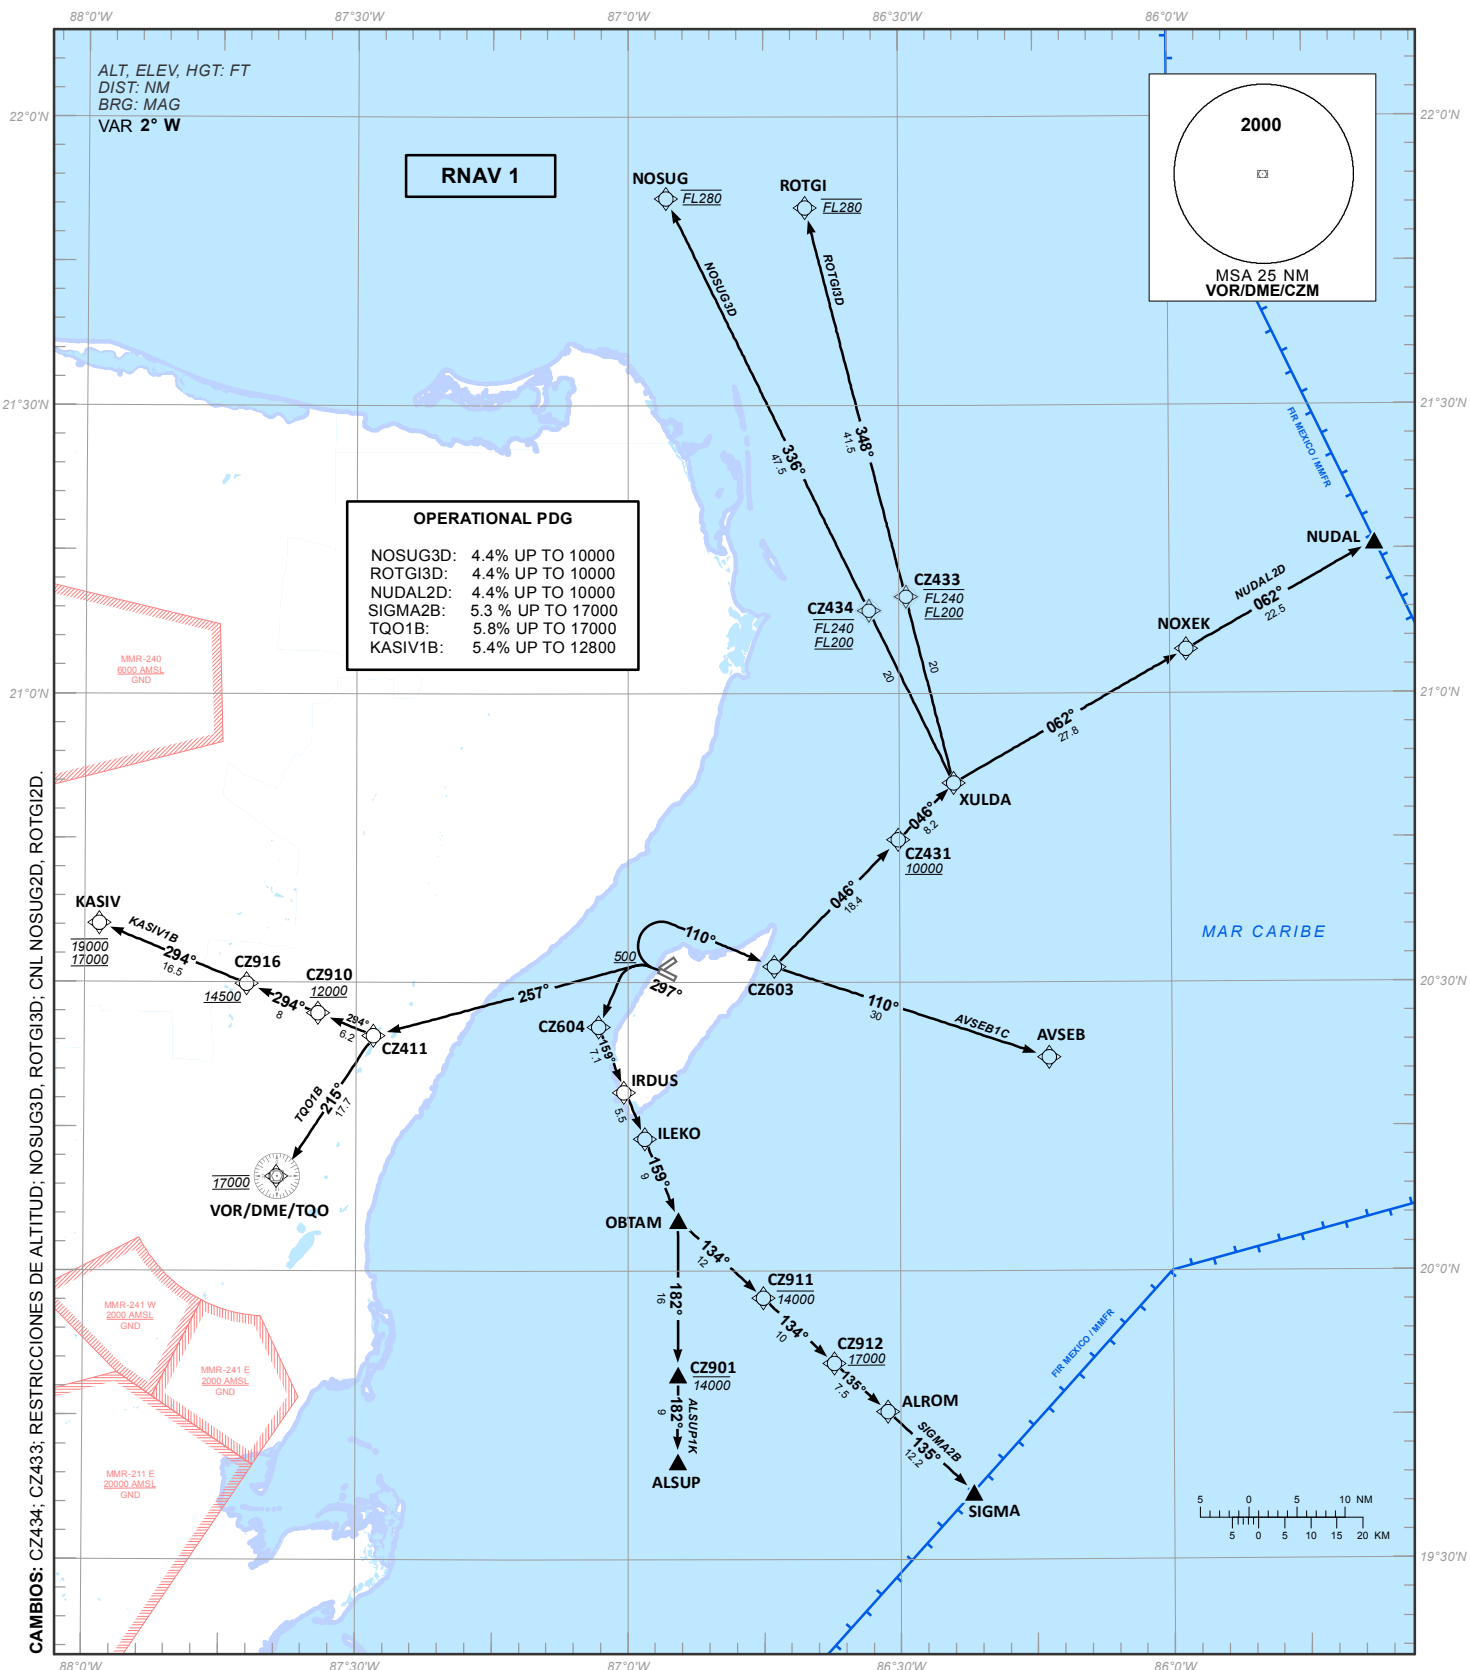 88°0'W 87°30'W 87°0'W 86°30'W 86°0'W
ALT, ELEV, HGT: FT
DIST: NM
BRG: MAG
VAR 2° W
22°0'N
22°0'N
2000
MSA 25 NM
VOR/DME/CZM
RNAV 1
NOSUG
FL280
ROTGI
FL280
NOSUG3D
ROTGI3D
21°30'N
21°30'N
FIR MEXICO / MMFR
336°
47.5
348°
41.5
OPERATIONAL PDG
NOSUG3D: 4.4% UP TO 10000
ROTGI3D: 4.4% UP TO 10000
NUDAL2D: 4.4% UP TO 10000
SIGMA2B: 5.3 % UP TO 17000
TQO1B: 5.8% UP TO 17000
KASIV1B: 5.4% UP TO 12800
NUDAL
NUDAL2D
062°
22.5
CZ433
FL240
FL200
CZ434
FL240
FL200
NOXEK
MMR-240
6000 AMSL
GND
20
20
21°0'N
21°0'N
062°
27.8
XULDA
046°
8.2
CZ431
10000
046°
18.4
MAR CARIBE
KASIV
19000
17000
KASIV1B
294°
16.5
CZ916
14500
CZ910
12000
294°
8
294°
6.2
CZ411
257°
500
297°
110°
CZ603
20°30'N
110°
30
AVSEB1C
AVSEB
CZ604
159°
7.1
IRDUS
5.5
ILEKO
159°
9
TQO1B
215°
17.7
17000
VOR/DME/TQO
OBTAM
134°
12
CZ911
14000
20°0'N
134°
10
CZ912
17000
135°
7.5
ALROM
SIGMA2B
135°
12.2
SIGMA
182°
16
CZ901
14000
182°
9
ALSUP1K
ALSUP
FIR MEXICO / MMFR
MMR-241 W
2000 AMSL
GND
MMR-241 E
2000 AMSL
GND
MMR-211 E
20000 AMSL
GND
5 0 5 10 NM
5 0 5 10 15 20 KM
19°30'N
88°0'W 87°30'W 87°0'W 86°30'W 86°0'W
CAMBIOS: CZ434; CZ433; RESTRICCIONES DE ALTITUD; NOSUG3D, ROTGI3D; CNL NOSUG2D, ROTGI2D.